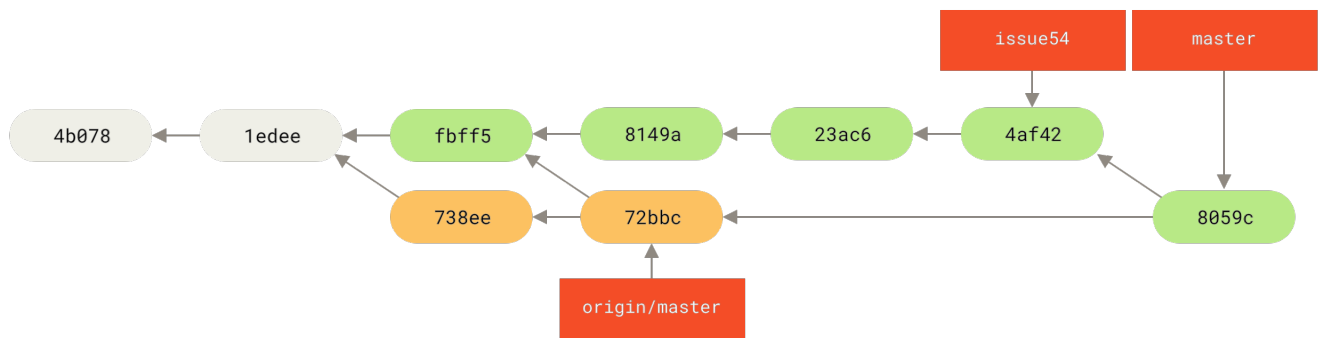 issue54
master
4b078
1edee
fbff5
8149a
23ac6
4af42
738ee
72bbc
8059c
origin/master